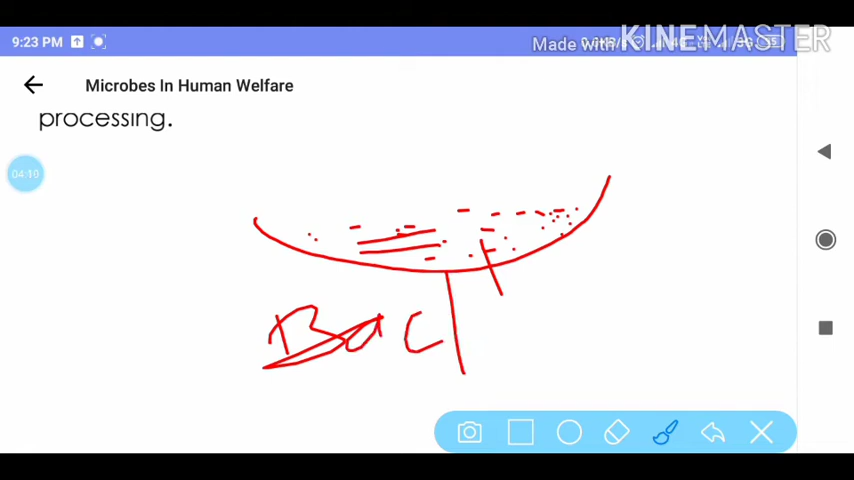 9:23 PM
Made with KINEMASTER
Microbes In Human Welfare
processing.
04:10
Bac